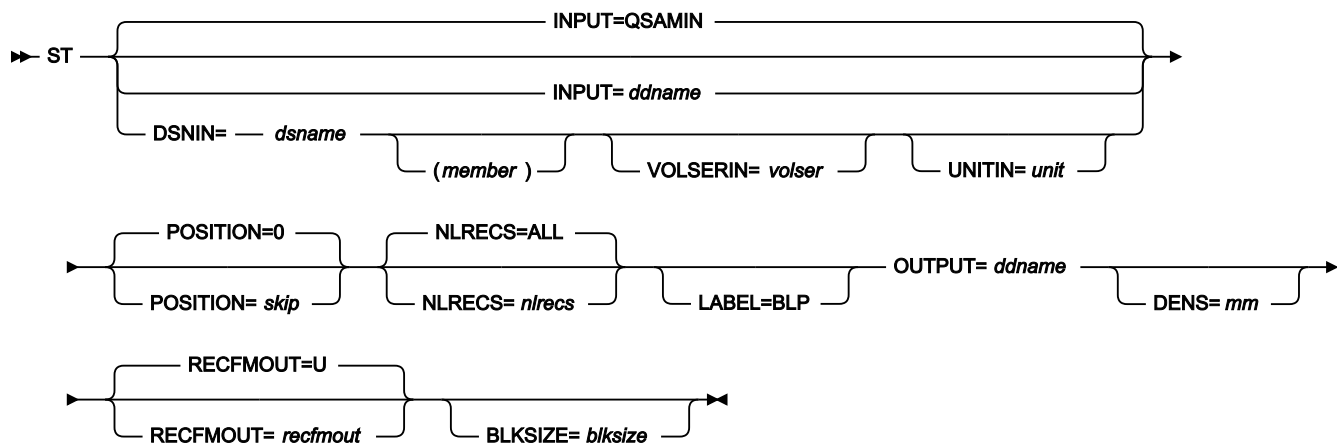 INPUT=QSAMIN
ST
INPUT= ddname
DSNIN= dsname
(member )
VOLSERIN= volser
UNITIN= unit
POSITION=0
POSITION= skip
NLRECS=ALL
NLRECS= nlrecs
LABEL=BLP
OUTPUT= ddname
DENS= mm
RECFMOUT=U
RECFMOUT= recfmout
BLKSIZE= blksize